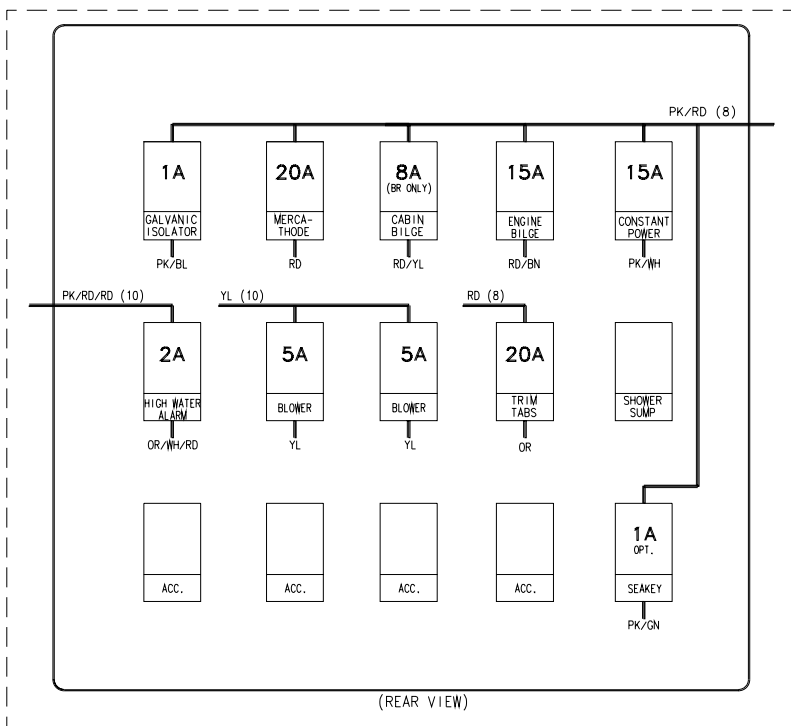 PK/RD (8)
1A
20A
8A
(BR ONLY)
15A
15A
GALVANIC
ISOLATOR
MERCA-
THODE
CABIN
BILGE
ENGINE
BILGE
CONSTANT
POWER
PK/BL
RD
RD/YL
RD/BN
PK/WH
PK/RD/RD (10)
YL (10)
RD (8)
2A
5A
5A
20A
HIGH WATER
ALARM
BLOWER
BLOWER
TRIM
TABS
SHOWER
SUMP
OR/WH/RD
YL
YL
OR
1A
OPT.
ACC.
ACC.
ACC.
ACC.
SEAKEY
PK/GN
(REAR VIEW)